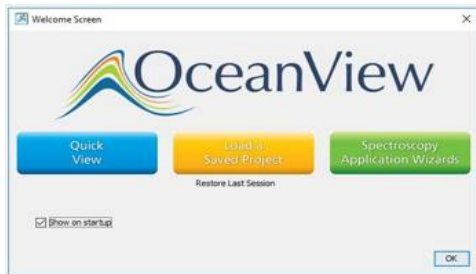 Welcome Screen
OceanView
Quick
View
Load a
Saved Project
Spectroscopy
Application Wizards
Restore Last Session
Show on startup
OK